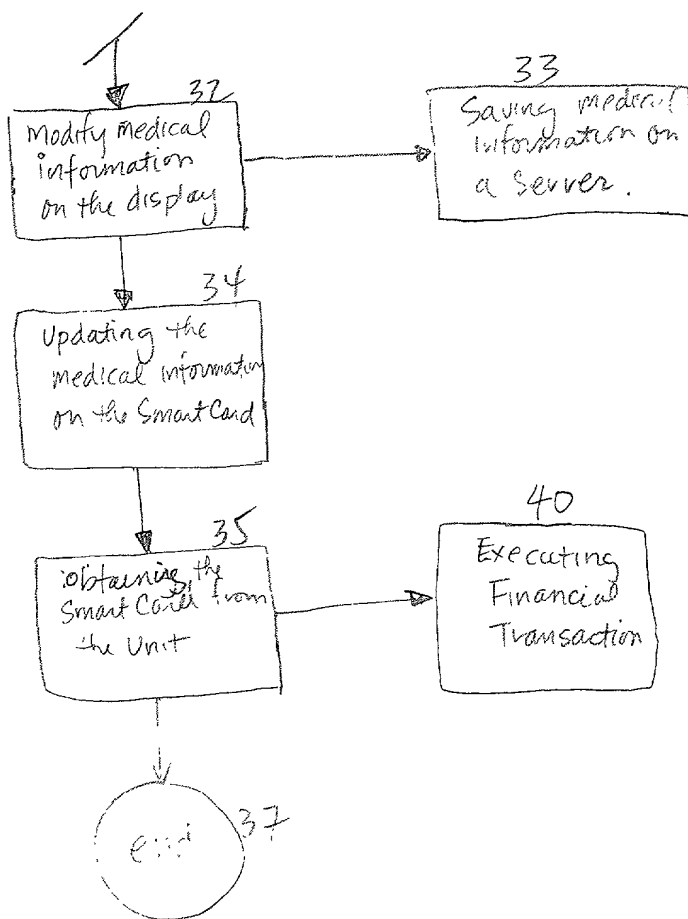 32
Modify medical
information
on the display
33
Saving medical
information on
a Server.
34
Updating the
medical information
on the Smart Card
35
Obtaining the
Smart Card from
the Unit
40
Executing
Financial
Transaction
end
37